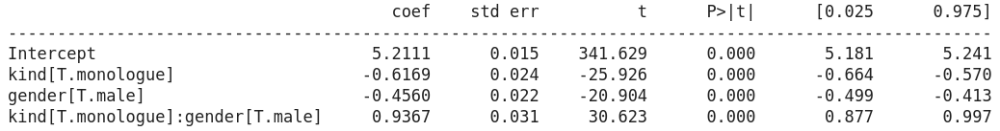 coef std err t P>|t| [0.025 0.975]
--------------------------------------------------------------------------------------------------
Intercept 5.2111 0.015 341.629 0.000 5.181 5.241
kind[T.monologue] -0.6169 0.024 -25.926 0.000 -0.664 -0.570
gender[T.male] -0.4560 0.022 -20.904 0.000 -0.499 -0.413
kind[T.monologue]:gender[T.male] 0.9367 0.031 30.623 0.000 0.877 0.997